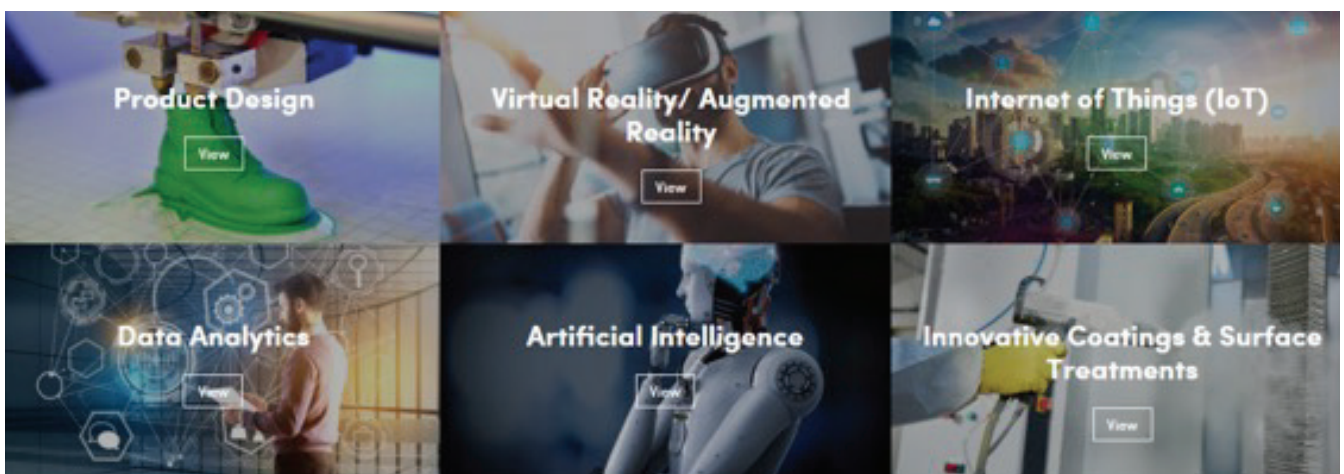 Product Design
View
Virtual Reality/ Augmented
Reality
View
Internet of Things (IoT)
View
Data Analytics
View
Artificial Intelligence
View
Innovative Coatings & Surface
Treatments
View